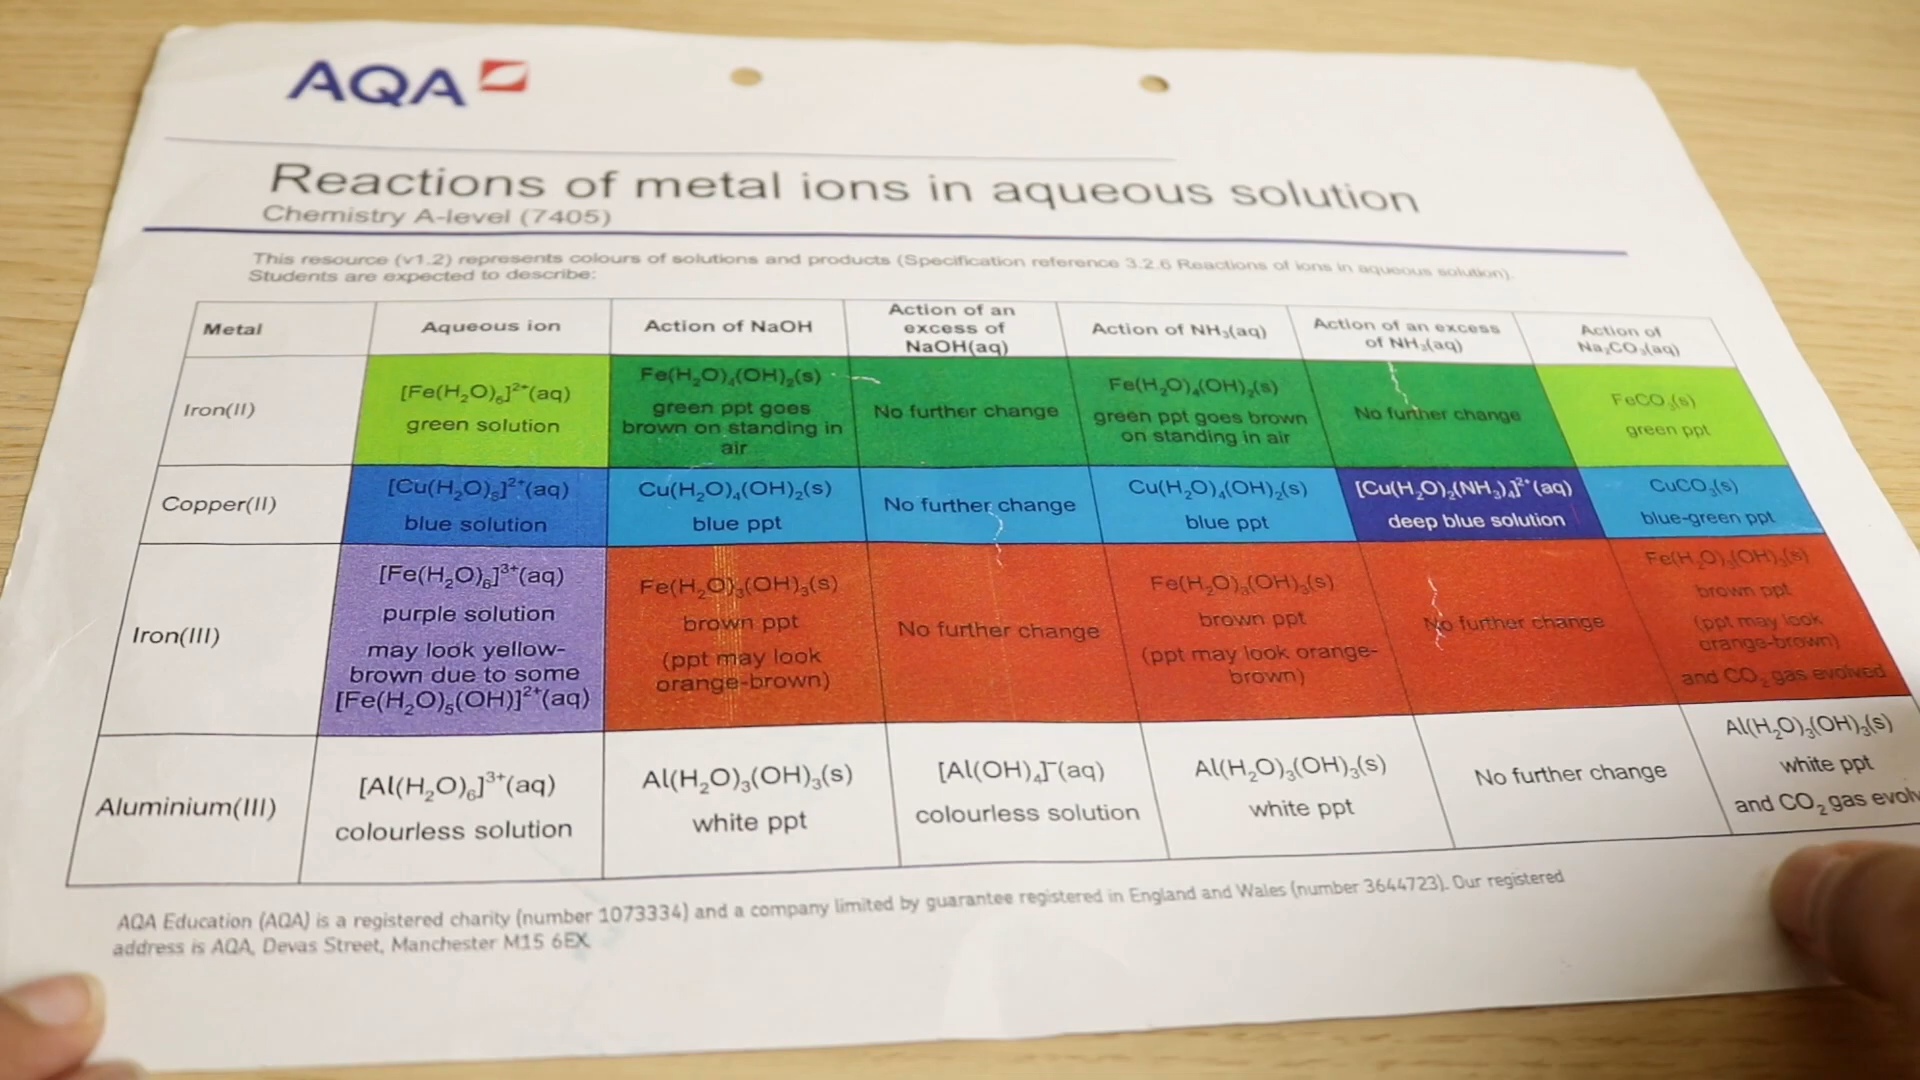 AQA
Reactions of metal ions in aqueous solution
Chemistry A-level (7405)
This resource (v1.2) represents colours of solutions and products (Specification reference 3.2.6 Reactions of ions in aqueous solution).
Students are expected to describe:
Metal
Aqueous ion
Action of NaOH
Action of an
excess of
NaOH(aq)
Action of NH₃(aq)
Action of an excess
of NH₃(aq)
Action of
Na₂CO₃(aq)
Iron(II)
[Fe(H₂O)₆]²⁺(aq)
green solution
Fe(H₂O)₄(OH)₂(s)
green ppt goes
brown on standing in
air
No further change
Fe(H₂O)₄(OH)₂(s)
green ppt goes brown
on standing in air
No further change
FeCO₃(s)
green ppt
Copper(II)
[Cu(H₂O)₆]²⁺(aq)
blue solution
Cu(H₂O)₄(OH)₂(s)
blue ppt
No further change
Cu(H₂O)₄(OH)₂(s)
blue ppt
[Cu(H₂O)₂(NH₃)₄]²⁺(aq)
deep blue solution
CuCO₃(s)
blue-green ppt
Iron(III)
[Fe(H₂O)₆]³⁺(aq)
purple solution
may look yellow-
brown due to some
[Fe(H₂O)₅(OH)]²⁺(aq)
Fe(H₂O)₃(OH)₃(s)
brown ppt
(ppt may look
orange-brown)
No further change
Fe(H₂O)₃(OH)₃(s)
brown ppt
(ppt may look orange-
brown)
No further change
Fe(H₂O)₃(OH)₃(s)
brown ppt
(ppt may look
orange-brown)
and CO₂ gas evolved
Aluminium(III)
[Al(H₂O)₆]³⁺(aq)
colourless solution
Al(H₂O)₃(OH)₃(s)
white ppt
[Al(OH)₄]⁻(aq)
colourless solution
Al(H₂O)₃(OH)₃(s)
white ppt
No further change
Al(H₂O)₃(OH)₃(s)
white ppt
and CO₂ gas evolv
AQA Education (AQA) is a registered charity (number 1073334) and a company limited by guarantee registered in England and Wales (number 3644723). Our registered
address is AQA, Devas Street, Manchester M15 6EX.